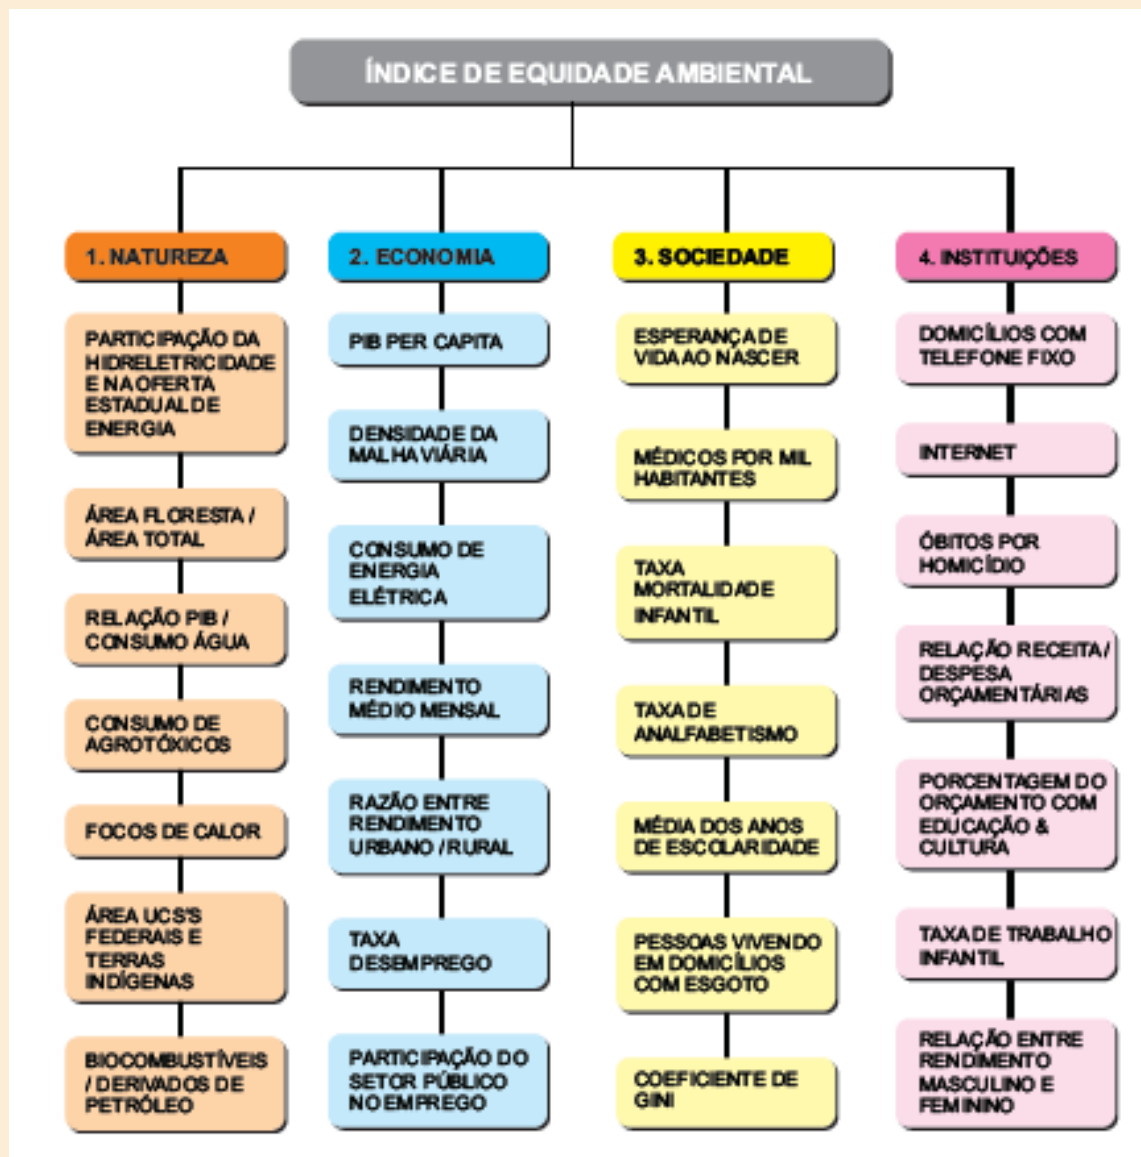 ÍNDICE DE EQUIDADE AMBIENTAL
1. NATUREZA
PARTICIPAÇÃO DA
HIDRELETRICIDADE
E NA OFERTA
ESTADUAL DE
ENERGIA
ÁREA FLORESTA /
ÁREA TOTAL
RELAÇÃO PIB /
CONSUMO ÁGUA
CONSUMO DE
AGROTÓXICOS
FOCOS DE CALOR
ÁREA UCS'S
FEDERAIS E
TERRAS
INDÍGENAS
BIOCOMBUSTÍVEIS
/ DERIVADOS DE
PETRÓLEO
2. ECONOMIA
PIB PER CAPITA
DENSIDADE DA
MALHA VIÁRIA
CONSUMO DE
ENERGIA
ELÉTRICA
RENDIMENTO
MÉDIO MENSAL
RAZÃO ENTRE
RENDIMENTO
URBANO / RURAL
TAXA
DESEMPREGO
PARTICIPAÇÃO DO
SETOR PÚBLICO
NO EMPREGO
3. SOCIEDADE
ESPERANÇA DE
VIDA AO NASCER
MÉDICOS POR MIL
HABITANTES
TAXA
MORTALIDADE
INFANTIL
TAXA DE
ANALFABETISMO
MÉDIA DOS ANOS
DE ESCOLARIDADE
PESSOAS VIVENDO
EM DOMICÍLIOS
COM ESGOTO
COEFICIENTE DE
GINI
4. INSTITUIÇÕES
DOMICÍLIOS COM
TELEFONE FIXO
INTERNET
ÓBITOS POR
HOMICÍDIO
RELAÇÃO RECEITA /
DESPESA
ORÇAMENTÁRIAS
PORCENTAGEM DO
ORÇAMENTO COM
EDUCAÇÃO &
CULTURA
TAXA DE TRABALHO
INFANTIL
RELAÇÃO ENTRE
RENDIMENTO
MASCULINO E
FEMININO